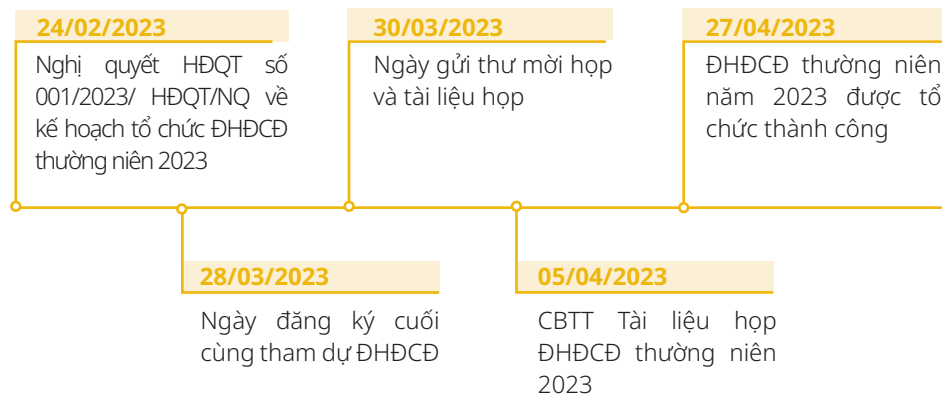 24/02/2023
Nghị quyết HĐQT số
001/2023/ HĐQT/NQ về
kế hoạch tổ chức ĐHĐCĐ
thường niên 2023
28/03/2023
Ngày đăng ký cuối
cùng tham dự ĐHĐCĐ
30/03/2023
Ngày gửi thư mời họp
và tài liệu họp
05/04/2023
CBTT Tài liệu họp
ĐHĐCĐ thường niên
2023
27/04/2023
ĐHĐCĐ thường niên
năm 2023 được tổ
chức thành công